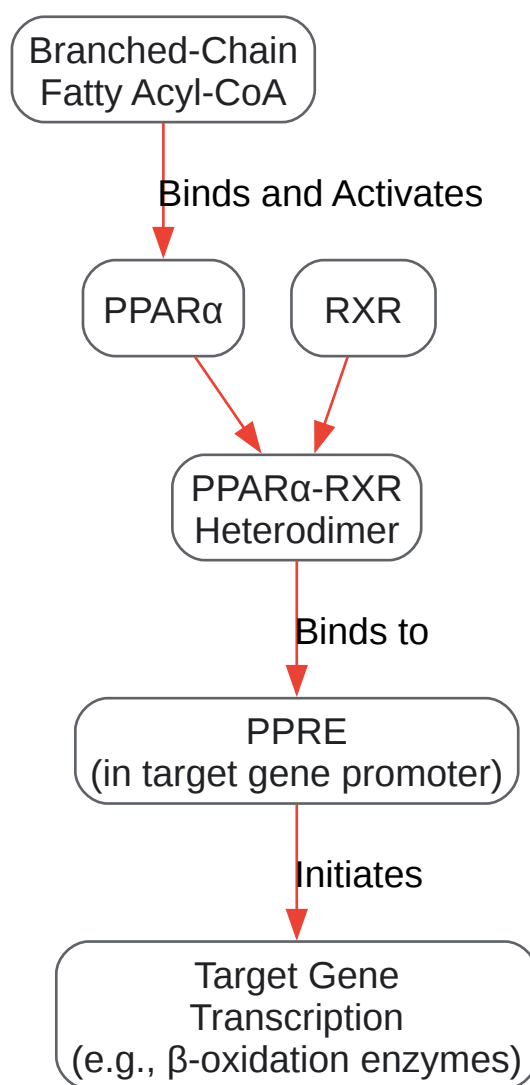 Branched-Chain
Fatty Acyl-CoA
Binds and Activates
PPARα
RXR
PPARα-RXR
Heterodimer
Binds to
PPRE
(in target gene promoter)
Initiates
Target Gene
Transcription
(e.g., β-oxidation enzymes)